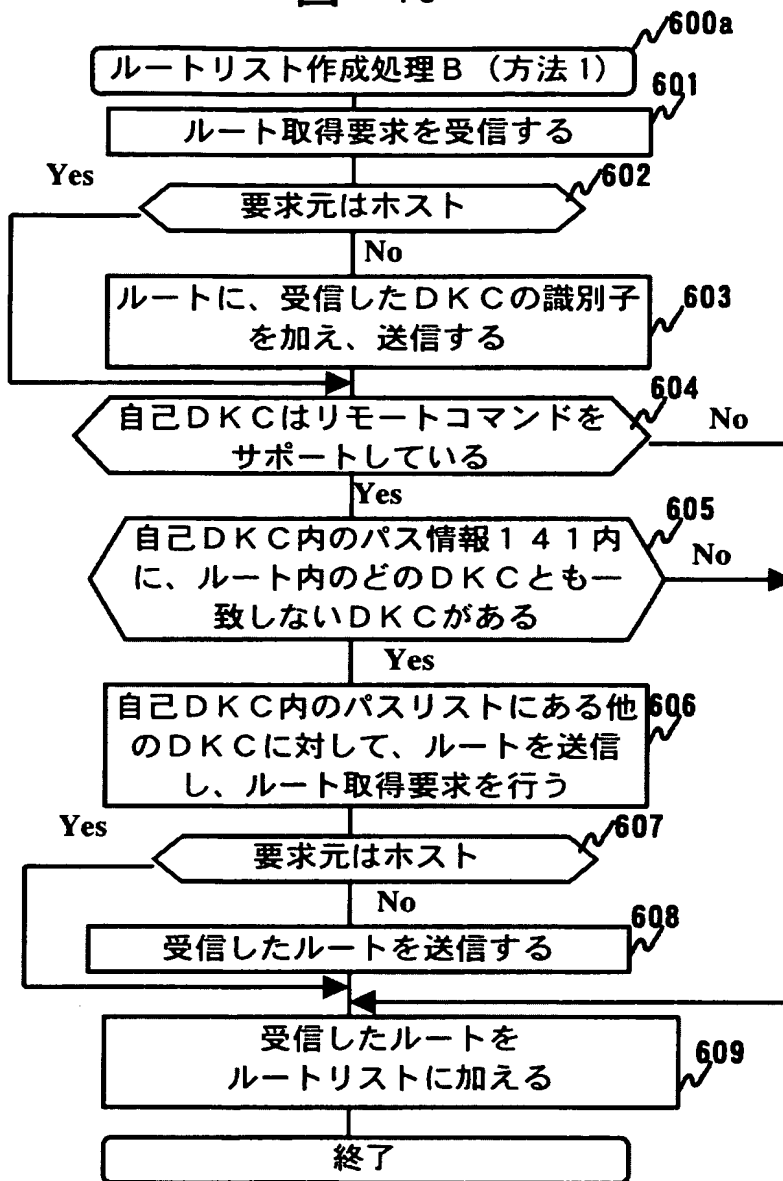 600a
ルートリスト作成処理B（方法1）
601
ルート取得要求を受信する
Yes
602
要求元はホスト
No
ルートに、受信したDKCの識別子
を加え、送信する
603
604
自己DKCはリモートコマンドを
サポートしている
No
Yes
605
自己DKC内のパス情報141内
に、ルート内のどのDKCとも一
致しないDKCがある
No
Yes
自己DKC内のパスリストにある他
のDKCに対して、ルートを送信
し、ルート取得要求を行う
606
Yes
607
要求元はホスト
No
608
受信したルートを送信する
受信したルートを
ルートリストに加える
609
終了